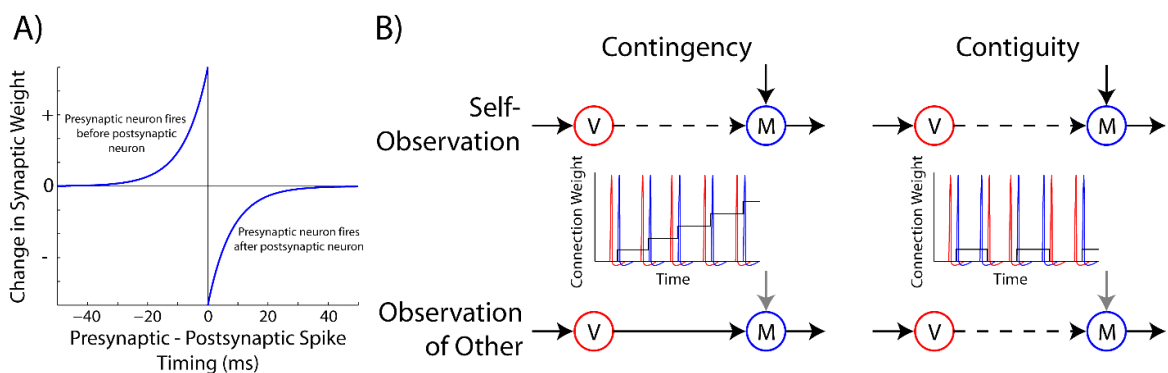 A)
Change in Synaptic Weight
+
0
-
Presynaptic neuron fires
before postsynaptic
neuron
Presynaptic neuron fires
after postsynaptic neuron
−40
−20
0
20
40
Presynaptic - Postsynaptic Spike
Timing (ms)
B)
Contingency
Contiguity
Self-
Observation
V
M
V
M
Connection Weight
Time
Connection Weight
Time
Observation
of Other
V
M
V
M